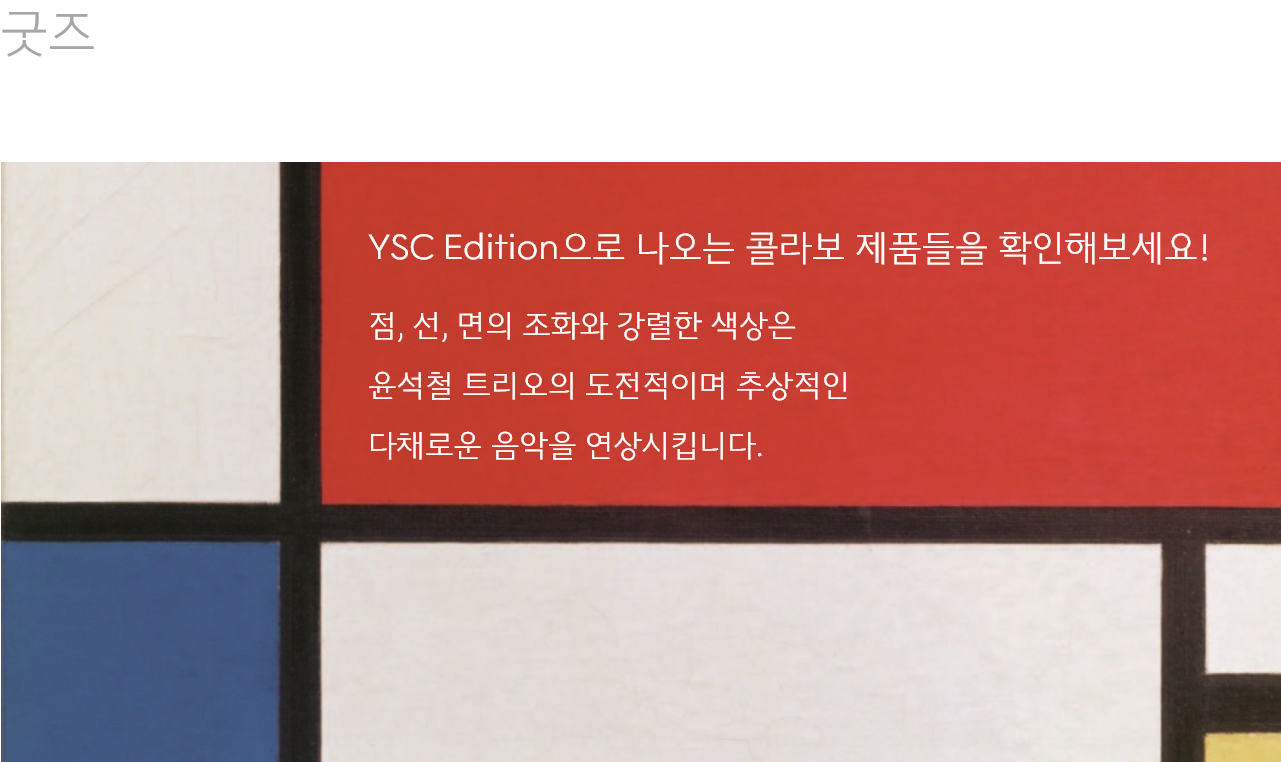 굿즈
YSC Edition으로 나오는 콜라보 제품들을 확인해보세요!
점, 선, 면의 조화와 강렬한 색상은
윤석철 트리오의 도전적이며 추상적인
다채로운 음악을 연상시킵니다.